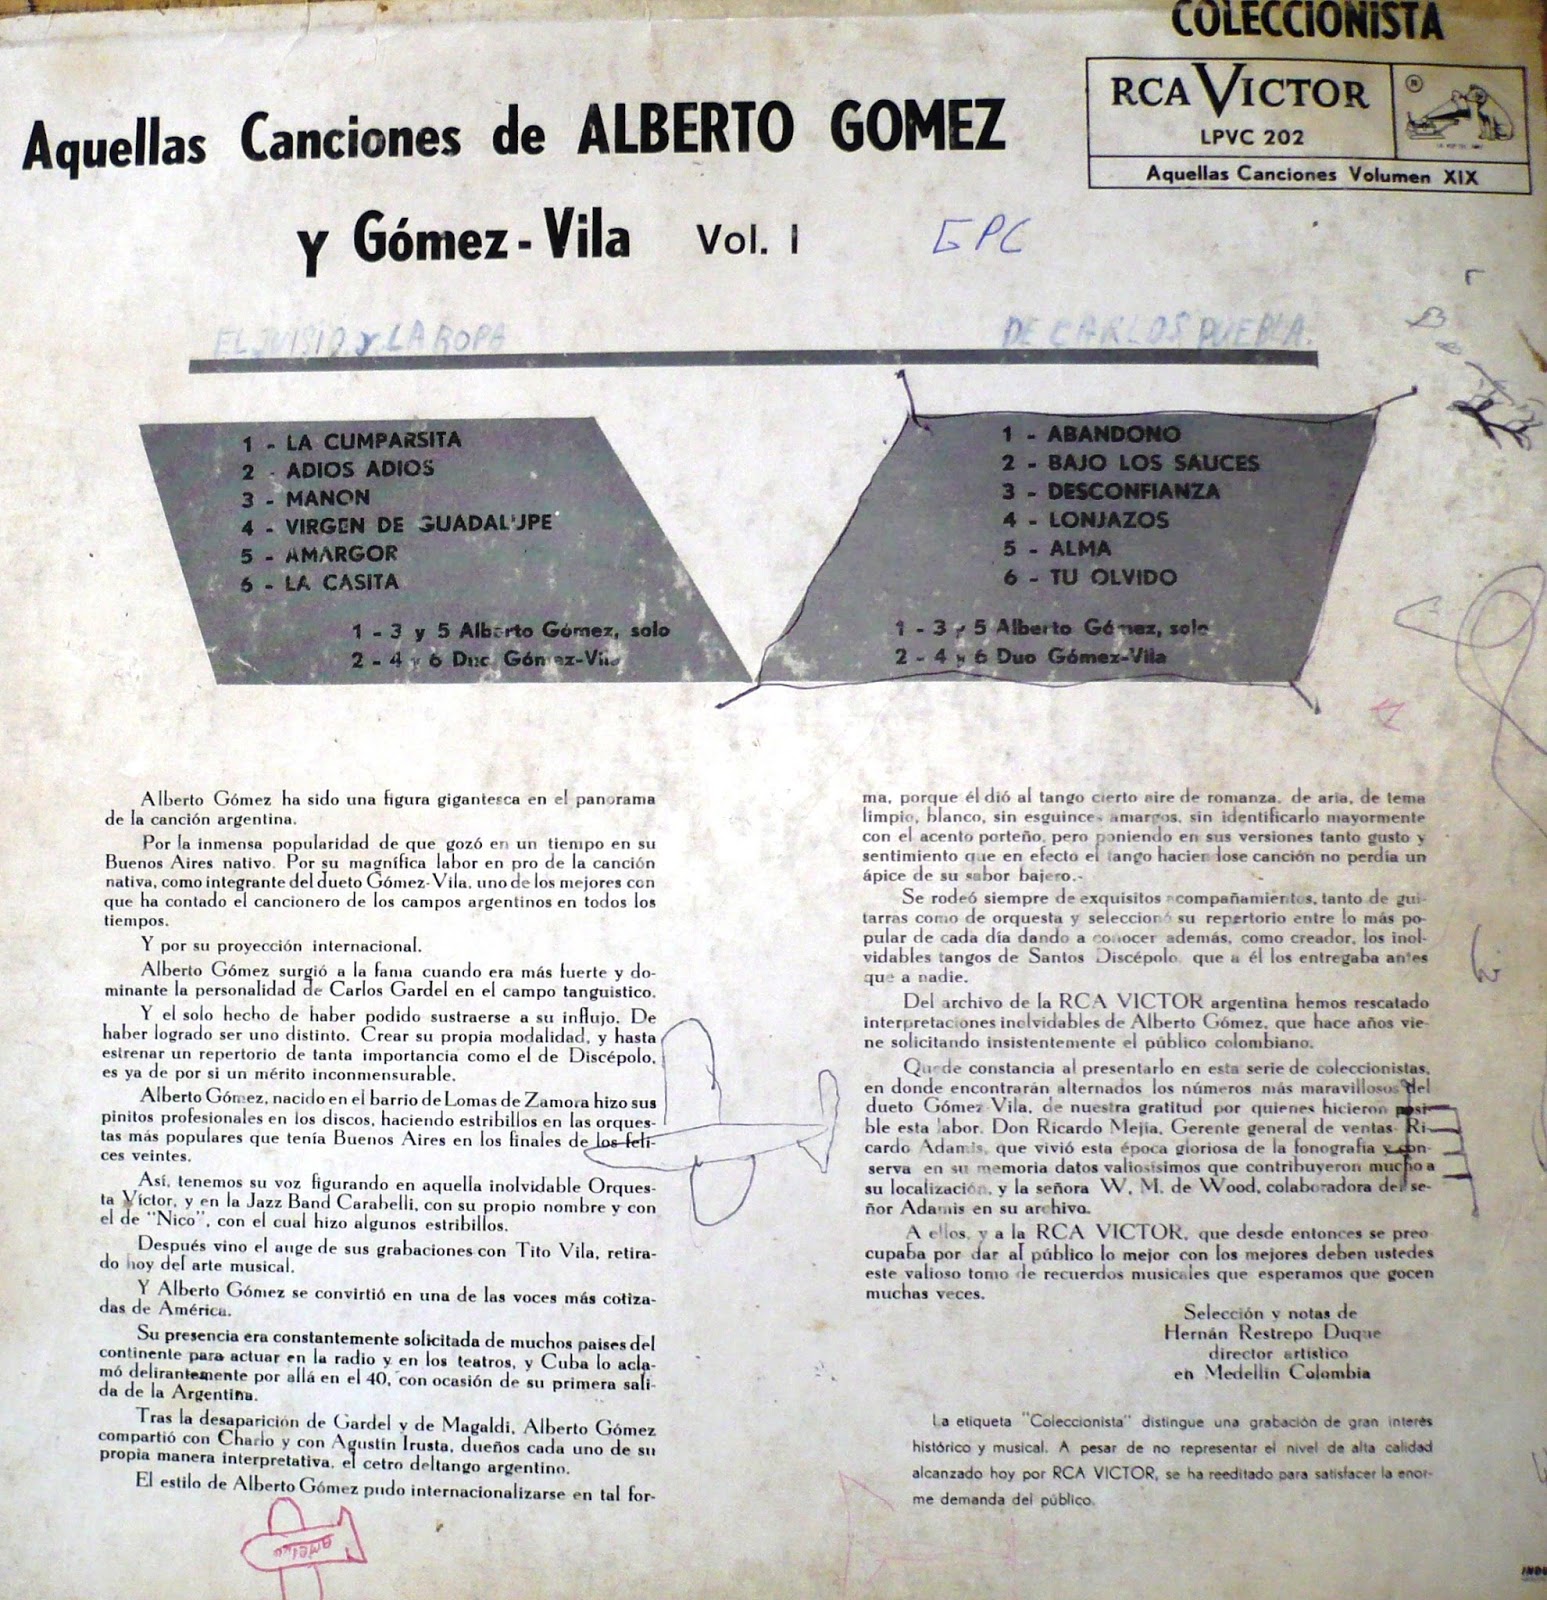 COLECCIONISTA
RCA VICTOR
LPVC 202
Aquellas Canciones Volumen XIX
Aquellas Canciones de ALBERTO GOMEZ
Y Gómez - Vila Vol. I
GPC
EL JUISIO Y LA ROPA DE CARLOS PUEBLA.
1 - LA CUMPARSITA
2 - ADIOS ADIOS
3 - MANON
4 - VIRGEN DE GUADALUPE
5 - AMARGOR
6 - LA CASITA
1 - 3 y 5 Alberto Gómez, solo
2 - 4 y 6 Duo Gómez-Vila
1 - ABANDONO
2 - BAJO LOS SAUCES
3 - DESCONFIANZA
4 - LONJAZOS
5 - ALMA
6 - TU OLVIDO
1 - 3 y 5 Alberto Gómez, solo
2 - 4 y 6 Duo Gómez-Vila
Alberto Gómez ha sido una figura gigantesca en el panorama
de la canción argentina.
Por la inmensa popularidad de que gozó en un tiempo en su
Buenos Aires nativo. Por su magnífica labor en pro de la canción
nativa, como integrante del dueto Gómez-Vila, uno de los mejores con
que ha contado el cancionero de los campos argentinos en todos los
tiempos.
Y por su proyección internacional.
Alberto Gómez surgió a la fama cuando era más fuerte y do-
minante la personalidad de Carlos Gardel en el campo tanguistico.
Y el solo hecho de haber podido sustraerse a su influjo. De
haber logrado ser uno distinto. Crear su propia modalidad, y hasta
estrenar un repertorio de tanta importancia como el de Discépolo,
es ya de por si un mérito inconmensurable.
Alberto Gómez, nacido en el barrio de Lomas de Zamora hizo sus
pinitos profesionales en los discos, haciendo estribillos en las orques-
tas más populares que tenía Buenos Aires en los finales de los feli-
ces veintes.
Así, tenemos su voz figurando en aquella inolvidable Orques-
ta Víctor, y en la Jazz Band Carabelli, con su propio nombre y con
el de "Nico", con el cual hizo algunos estribillos.
Después vino el auge de sus grabaciones con Tito Vila, retira-
do hoy del arte musical.
Y Alberto Gómez se convirtió en una de las voces más cotiza-
das de América.
Su presencia era constantemente solicitada de muchos paises del
continente para actuar en la radio y en los teatros, y Cuba lo acla-
mó delirantemente por allá en el 40, con ocasión de su primera sali-
da de la Argentina.
Tras la desaparición de Gardel y de Magaldi, Alberto Gómez
compartió con Charlo y con Agustín Irusta, dueños cada uno de su
propia manera interpretativa, el cetro deltango argentino.
El estilo de Alberto Gómez pudo internacionalizarse en tal for-
ma, porque él dió al tango cierto aire de romanza, de aria, de tema
limpio, blanco, sin esguinces amargos, sin identificarlo mayormente
con el acento porteño, pero poniendo en sus versiones tanto gusto y
sentimiento que en efecto el tango haciendose canción no perdía un
ápice de su sabor bajero.-
Se rodeó siempre de exquisitos acompañamientos, tanto de gui-
tarras como de orquesta y seleccionó su repertorio entre lo más po-
pular de cada día dando a conocer además, como creador, los inol-
vidables tangos de Santos Discépolo, que a él los entregaba antes
que a nadie.
Del archivo de la RCA VICTOR argentina hemos rescatado
interpretaciones inolvidables de Alberto Gómez, que hace años vie-
ne solicitando insistentemente el público colombiano.
Quede constancia al presentarlo en esta serie de coleccionistas,
en donde encontrarán alternados los números más maravillosos del
dueto Gómez Vila, de nuestra gratitud por quienes hicieron posi-
ble esta labor. Don Ricardo Mejía, Gerente general de ventas Ri-
cardo Adamis, que vivió esta época gloriosa de la fonografia y con-
serva en su memoria datos valiosísimos que contribuyeron mucho a
su localización, y la señora W. M. de Wood, colaboradora del se-
ñor Adamis en su archivo.
A ellos, y a la RCA VICTOR, que desde entonces se preo
cupaba por dar al público lo mejor con los mejores deben ustedes
este valioso tomo de recuerdos musicales que esperamos que gocen
muchas veces.
Selección y notas de
Hernán Restrepo Duque
director artístico
en Medellín Colombia
La etiqueta "Coleccionista" distingue una grabación de gran interés
histórico y musical. A pesar de no representar el nivel de alta calidad
alcanzado hoy por RCA VICTOR, se ha reeditado para satisfacer la enor-
me demanda del público.